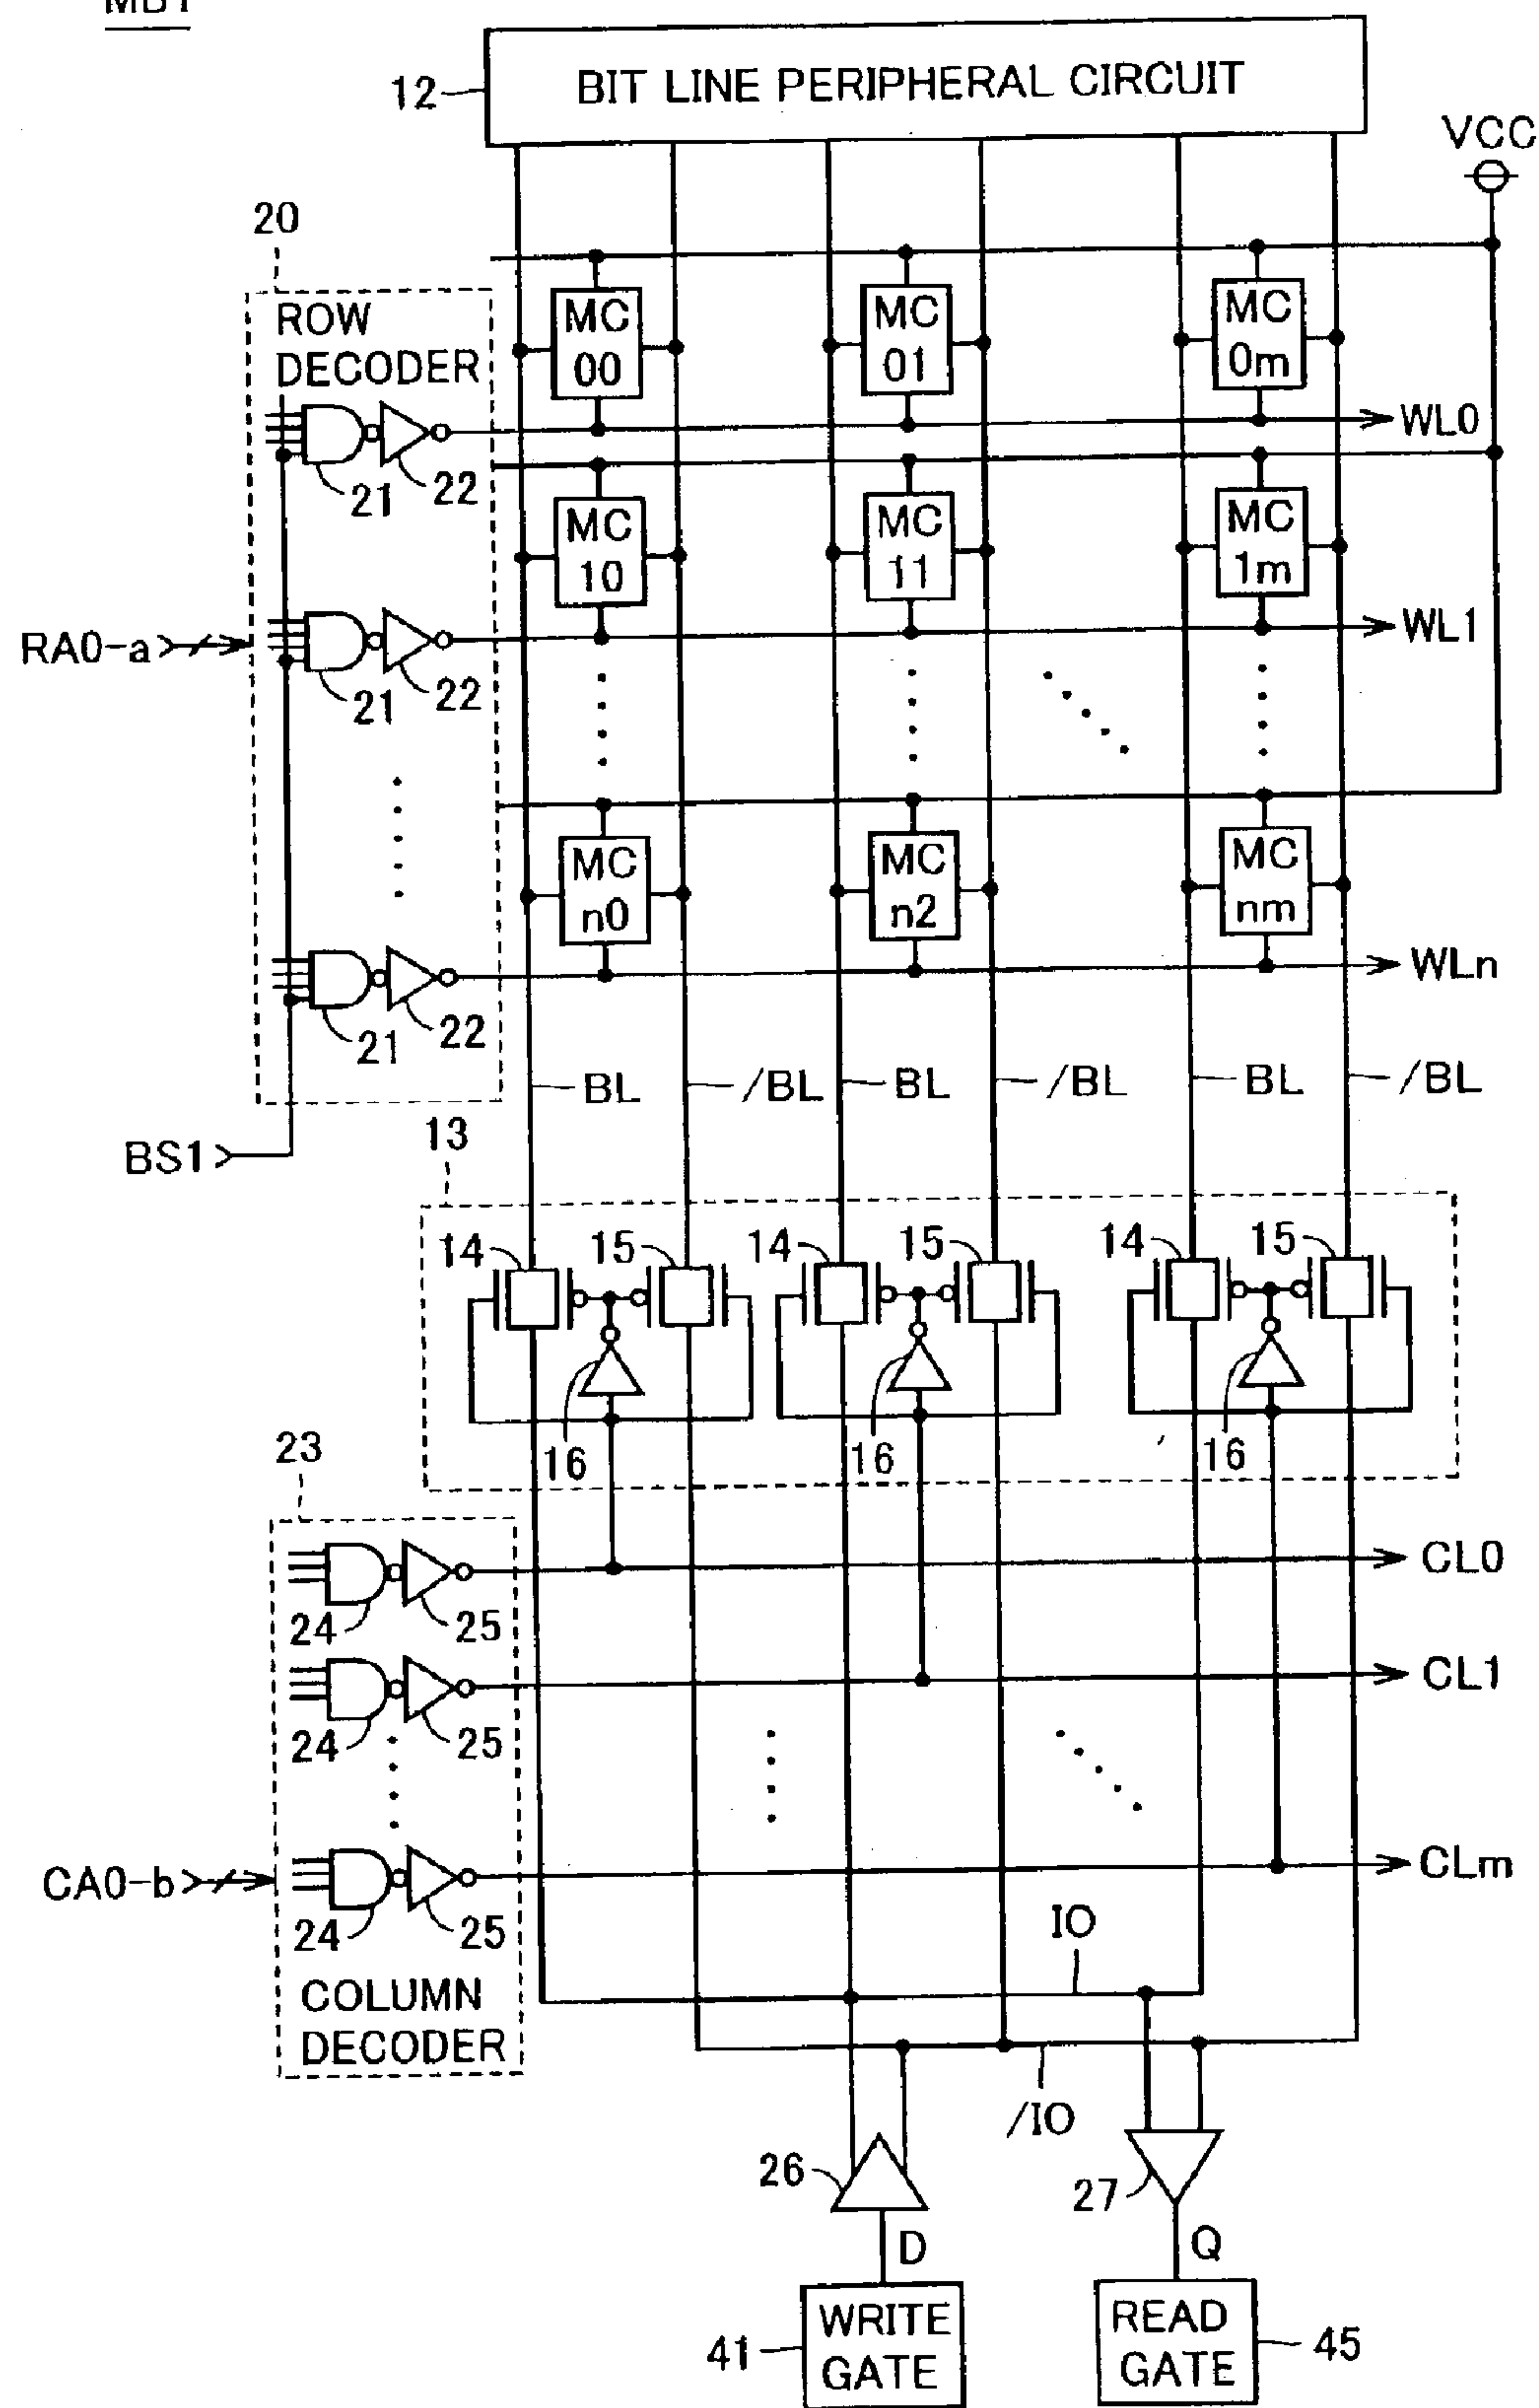 MB1
12
BIT LINE PERIPHERAL CIRCUIT
VCC
20
ROW
DECODER
MC
00
MC
01
MC
0m
WL0
21
22
MC
10
MC
11
MC
1m
RA0-a
WL1
21
22
MC
n0
MC
n2
MC
nm
WLn
21
22
BL
/BL
BL
/BL
BL
/BL
BS1
13
14
15
14
15
14
15
16
16
16
23
CL0
24
25
CL1
24
25
CA0-b
CLm
24
25
IO
COLUMN
DECODER
/IO
26
27
D
Q
41
WRITE
GATE
READ
GATE
45